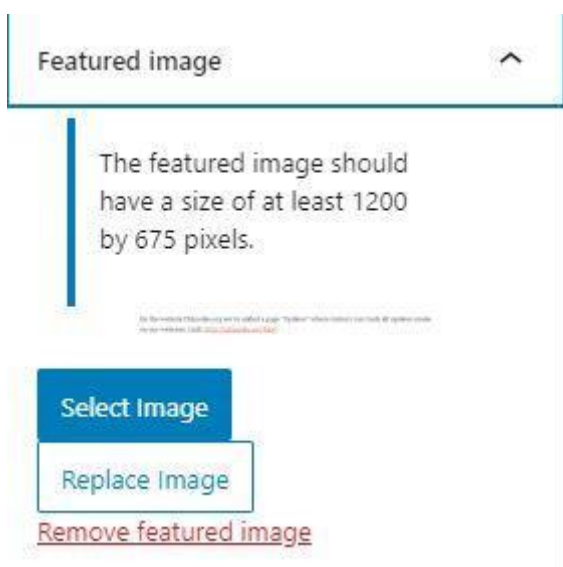 Featured image
The featured image should
have a size of at least 1200
by 675 pixels.
Select Image
Replace Image
Remove featured image